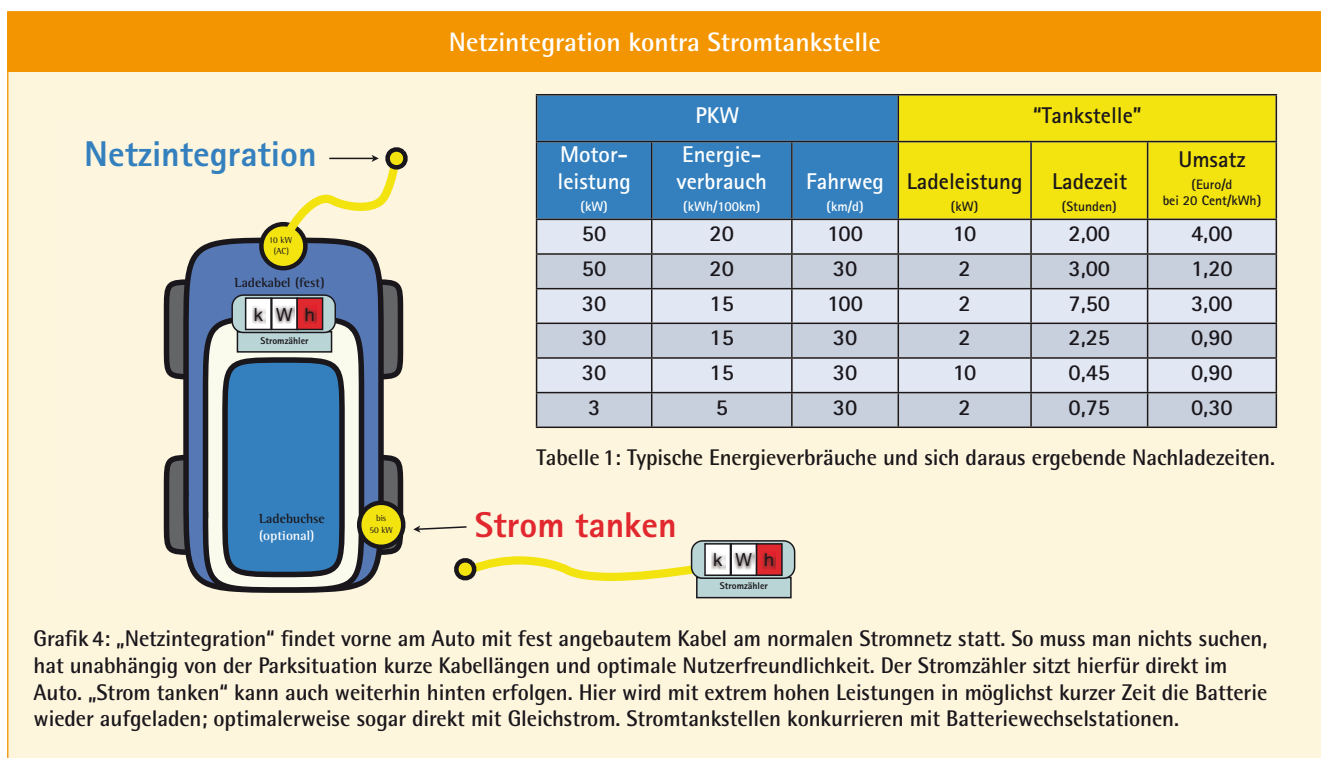 Netzintegration kontra Stromtankstelle
Netzintegration
10 kW
(AC)
Ladekabel (fest)
k W h
Stromzähler
Ladebuchse
(optional)
bis
50 kW
Strom tanken
k W h
Stromzähler
PKW "Tankstelle"
Motor-
leistung
(kW)
Energie-
verbrauch
(kWh/100km)
Fahrweg
(km/d)
Ladeleistung
(kW)
Ladezeit
(Stunden)
Umsatz
(Euro/d
bei 20 Cent/kWh)
50 20 100 10 2,00 4,00
50 20 30 2 3,00 1,20
30 15 100 2 7,50 3,00
30 15 30 2 2,25 0,90
30 15 30 10 0,45 0,90
3 5 30 2 0,75 0,30
Tabelle 1: Typische Energieverbräuche und sich daraus ergebende Nachladezeiten.
Grafik 4: „Netzintegration“ findet vorne am Auto mit fest angebautem Kabel am normalen Stromnetz statt. So muss man nichts suchen,
hat unabhängig von der Parksituation kurze Kabellängen und optimale Nutzerfreundlichkeit. Der Stromzähler sitzt hierfür direkt im
Auto. „Strom tanken“ kann auch weiterhin hinten erfolgen. Hier wird mit extrem hohen Leistungen in möglichst kurzer Zeit die Batterie
wieder aufgeladen; optimalerweise sogar direkt mit Gleichstrom. Stromtankstellen konkurrieren mit Batteriewechselstationen.